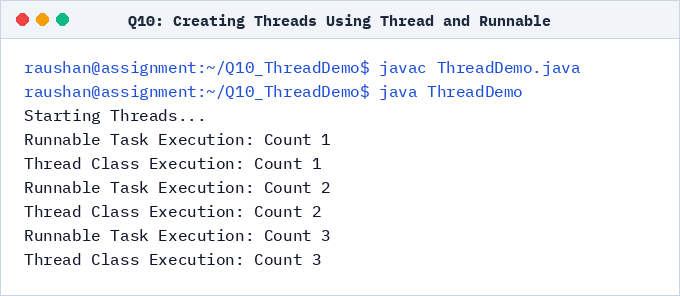 Q10: Creating Threads Using Thread and Runnable
raushan@assignment:~/Q10_ThreadDemo$ javac ThreadDemo.java
raushan@assignment:~/Q10_ThreadDemo$ java ThreadDemo
Starting Threads...
Runnable Task Execution: Count 1
Thread Class Execution: Count 1
Runnable Task Execution: Count 2
Thread Class Execution: Count 2
Runnable Task Execution: Count 3
Thread Class Execution: Count 3